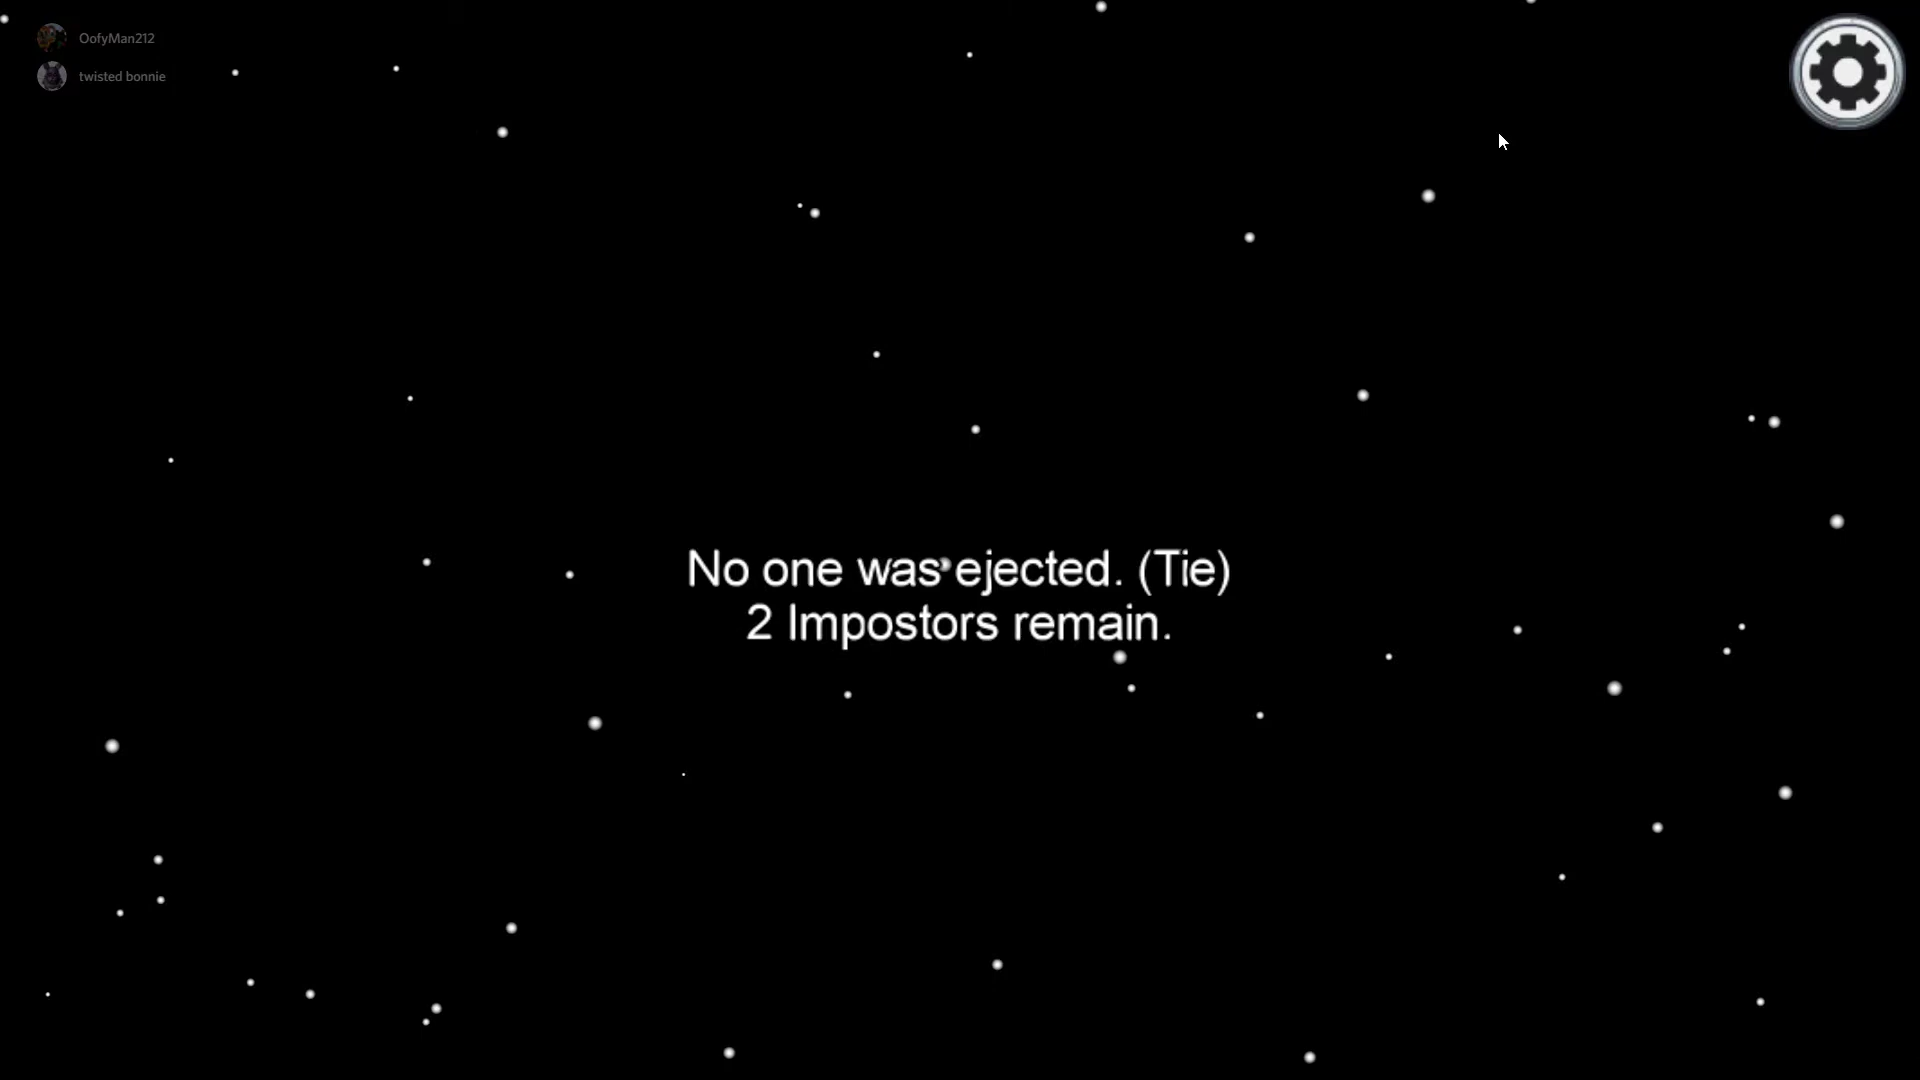 OofyMan212
twisted bonnie
No one was ejected. (Tie)
2 Impostors remain.